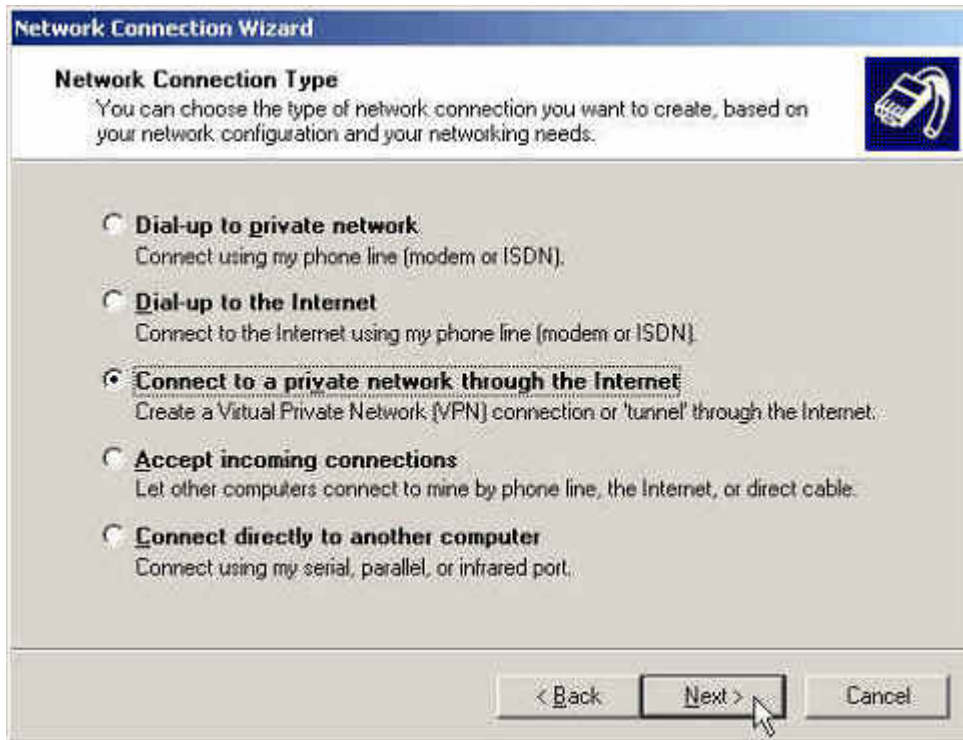 Network Connection Wizard
Network Connection Type
You can choose the type of network connection you want to create, based on
your network configuration and your networking needs.
Dial-up to private network
Connect using my phone line (modem or ISDN).
Dial-up to the Internet
Connect to the Internet using my phone line (modem or ISDN).
Connect to a private network through the Internet
Create a Virtual Private Network (VPN) connection or 'tunnel' through the Internet.
Accept incoming connections
Let other computers connect to mine by phone line, the Internet, or direct cable.
Connect directly to another computer
Connect using my serial, parallel, or infrared port.
< Back Next > Cancel